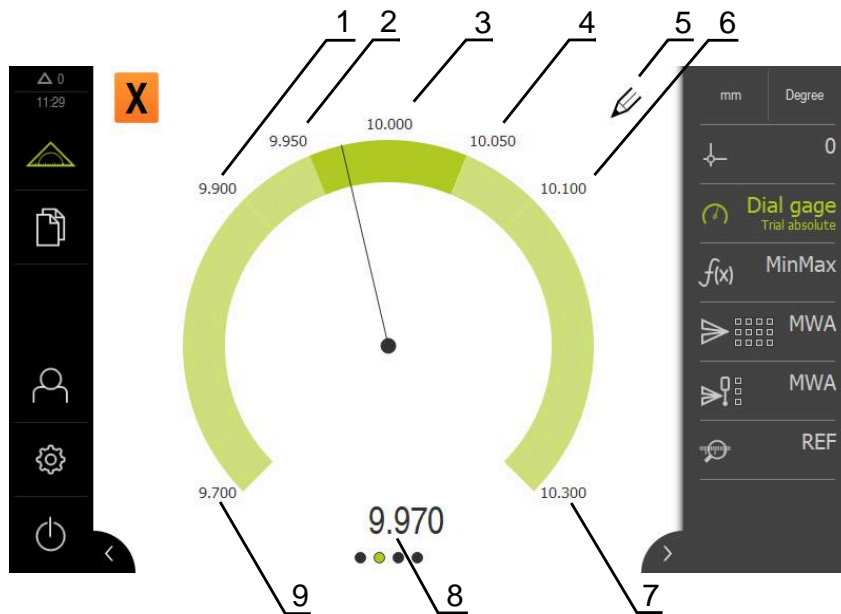 1 2 3 4 5 6
△ 0
11:29
X
9.950 10.000 10.050
9.900 10.100
9.700 10.300
9.970
mm Degree
0
Dial gage
Trial absolute
f(x) MinMax
MWA
MWA
REF
9 8 7